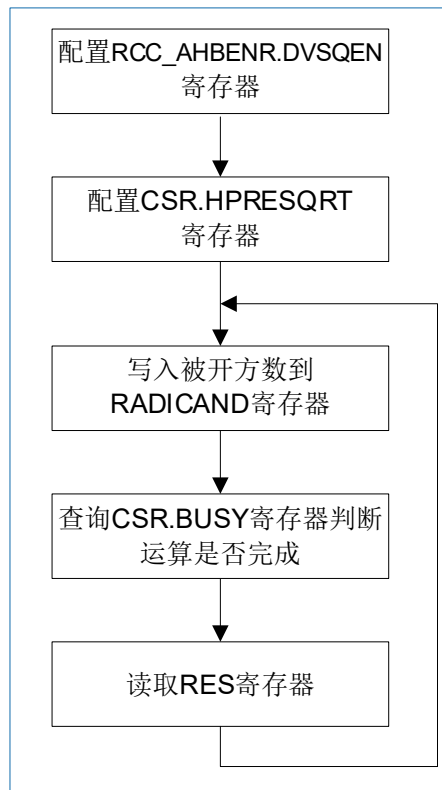 配置RCC_AHBENR.DVSQEN
寄存器
配置CSR.HPRESQRT
寄存器
写入被开方数到
RADICAND寄存器
查询CSR.BUSY寄存器判断
运算是否完成
读取RES寄存器